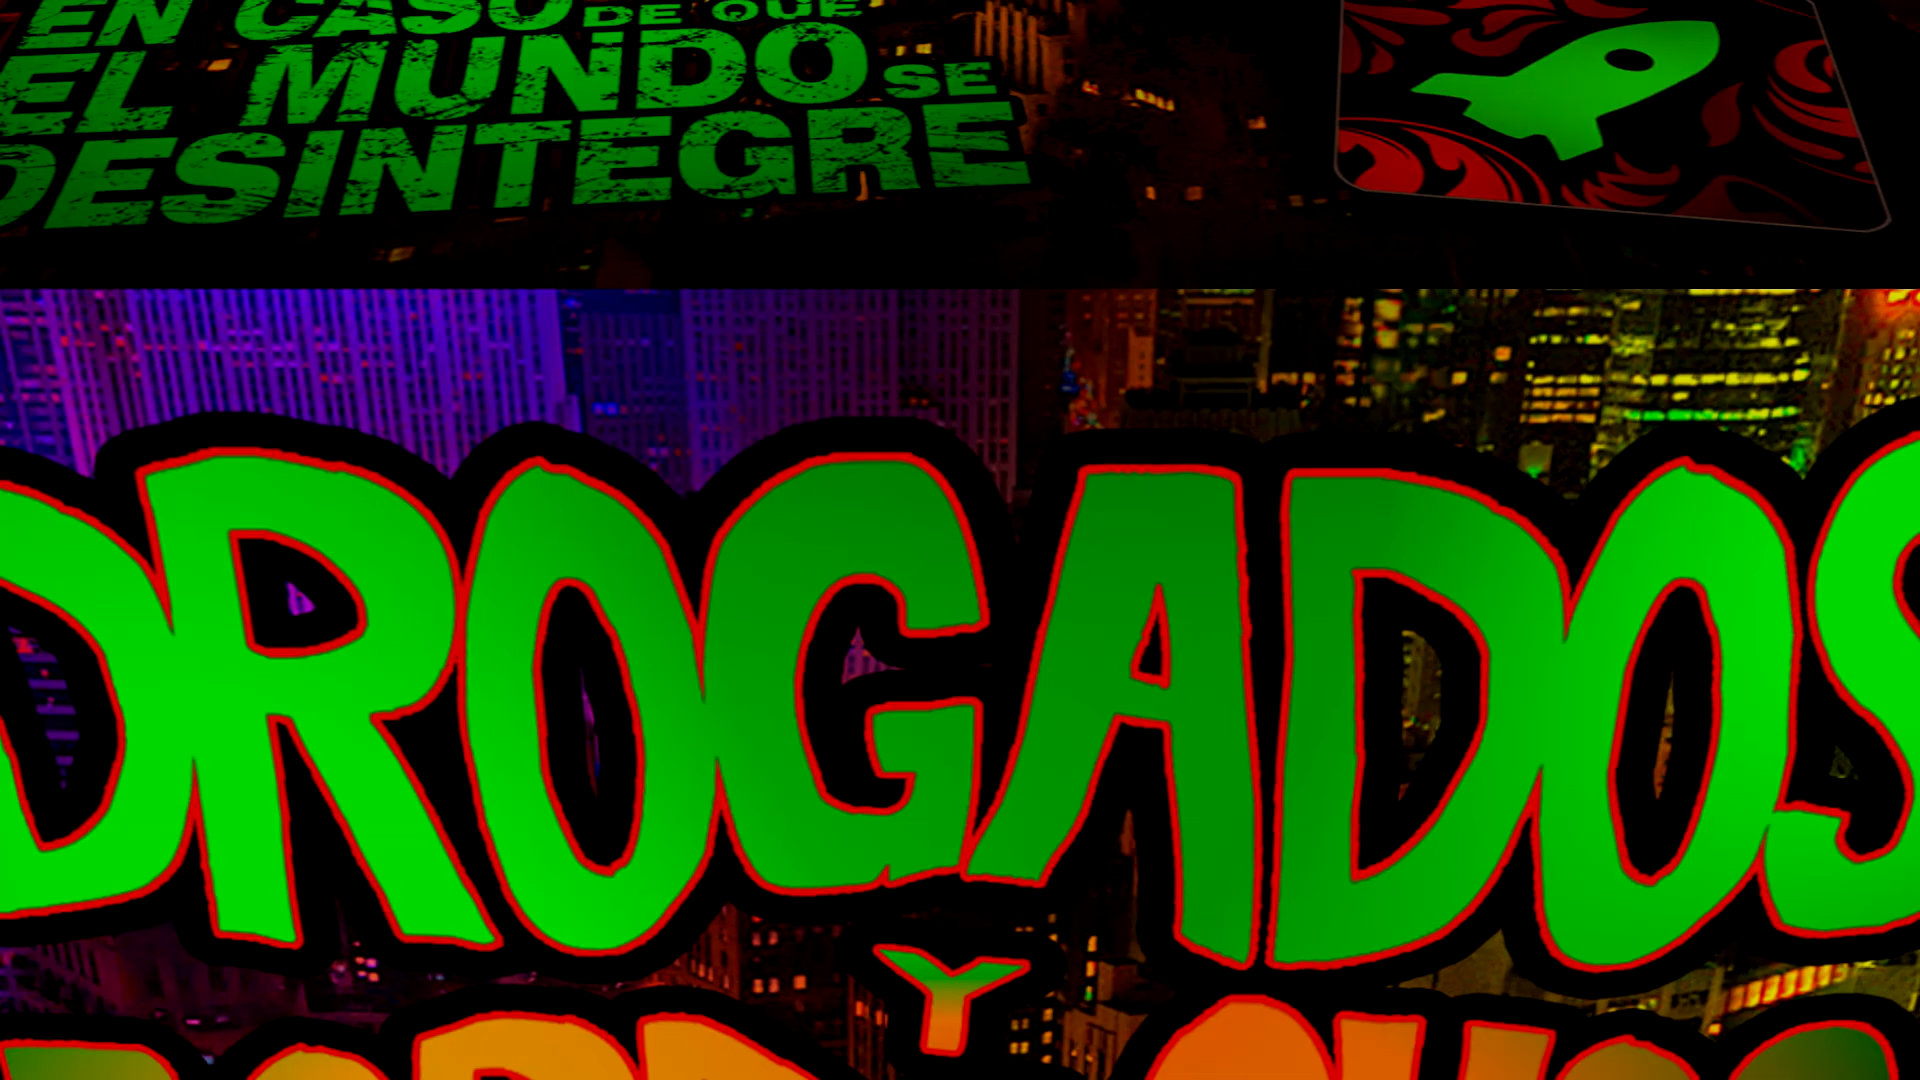 EN CASO DE QUE
EL MUNDO SE
DESINTEGRE
DROGADOS
Y